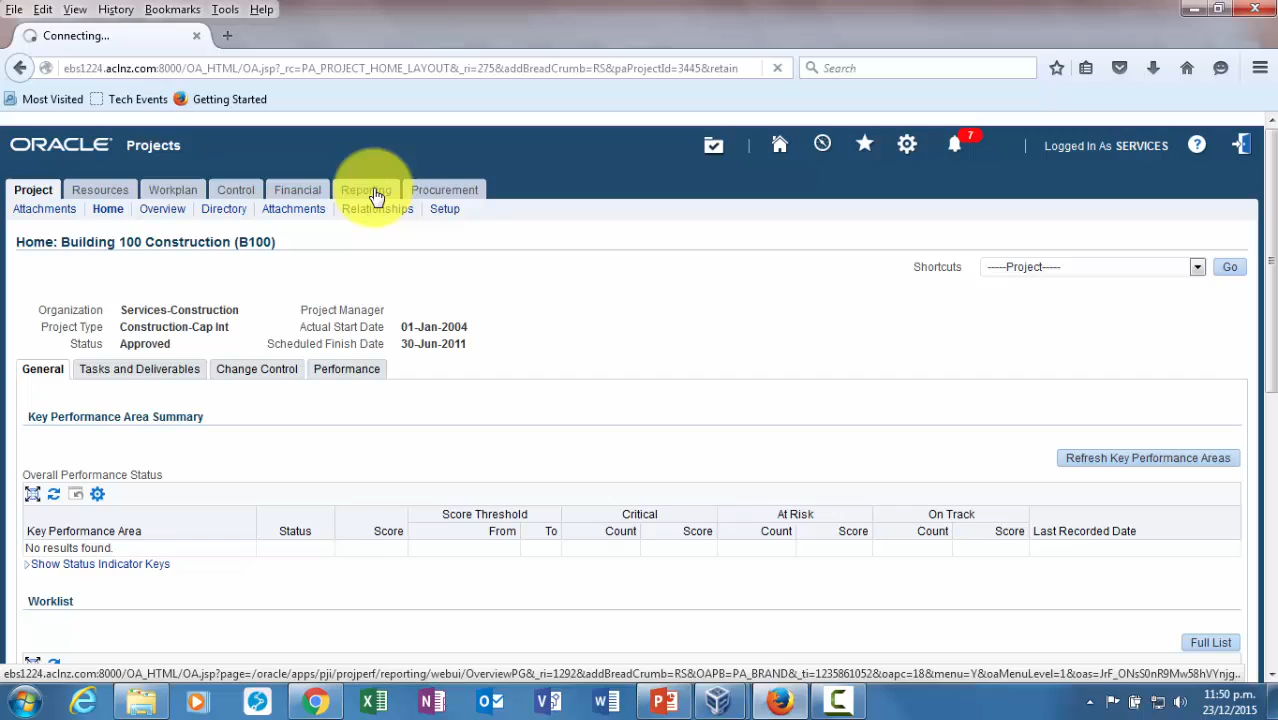 File Edit View History Bookmarks Tools Help
Connecting...
ebs1224.aclnz.com:8000/OA_HTML/OA.jsp?_rc=PA_PROJECT_HOME_LAYOUT&_ri=275&addBreadCrumb=RS&paProjectId=3445&retain
Search
Most Visited Tech Events Getting Started
ORACLE Projects
7
Logged In As SERVICES
Project Resources Workplan Control Financial Reporting Procurement
Attachments Home Overview Directory Attachments Relationships Setup
Home: Building 100 Construction (B100)
Shortcuts -----Project----- Go
Organization Services-Construction Project Manager
Project Type Construction-Cap Int Actual Start Date 01-Jan-2004
Status Approved Scheduled Finish Date 30-Jun-2011
General Tasks and Deliverables Change Control Performance
Key Performance Area Summary
Refresh Key Performance Areas
Overall Performance Status
Score Threshold Critical At Risk On Track
Key Performance Area Status Score From To Count Score Count Score Count Score Last Recorded Date
No results found.
Show Status Indicator Keys
Worklist
Full List
11:50 p.m.
23/12/2015